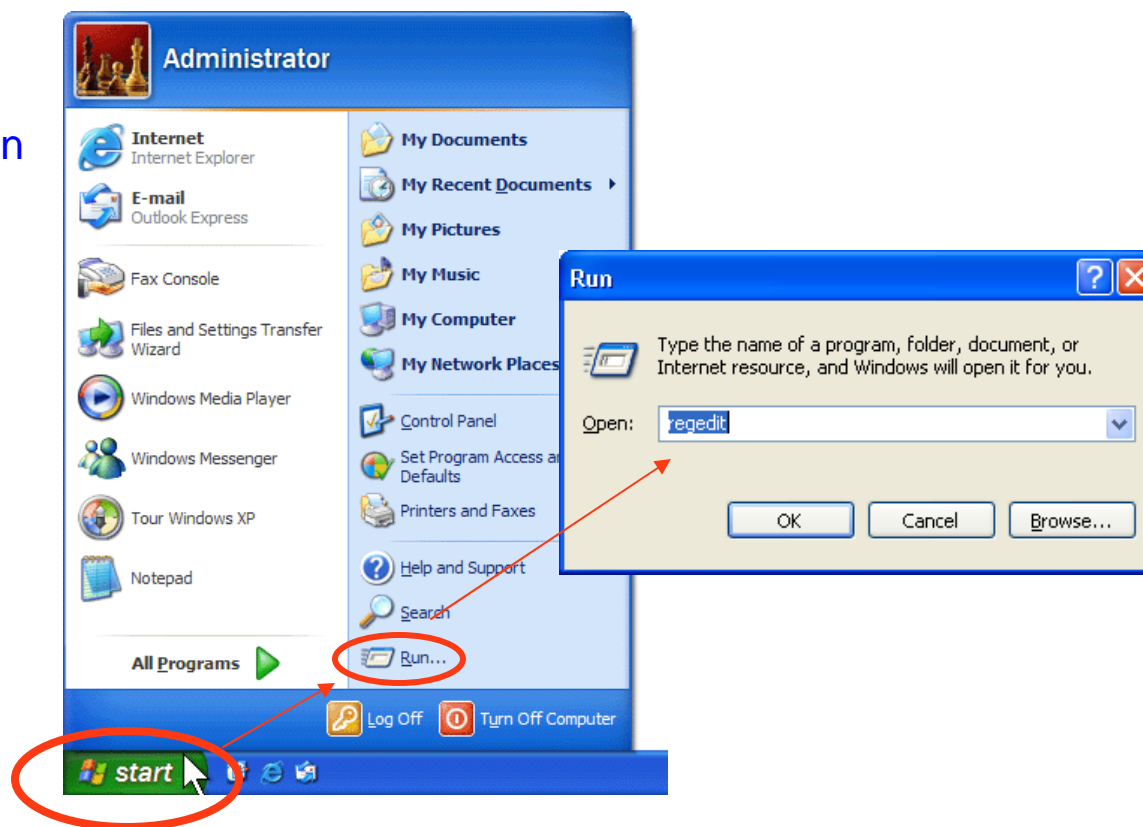 Administrator
n
Internet
Internet Explorer
E-mail
Outlook Express
Fax Console
Files and Settings Transfer
Wizard
Windows Media Player
Windows Messenger
Tour Windows XP
Notepad
All Programs
My Documents
My Recent Documents
My Pictures
My Music
My Computer
My Network Places
Control Panel
Set Program Access
Defaults
Printers and Faxes
Help and Support
Search
Run...
Log Off
Turn Off Computer
start
Run
Type the name of a program, folder, document, or
Internet resource, and Windows will open it for you.
Open:
regedit
OK
Cancel
Browse...